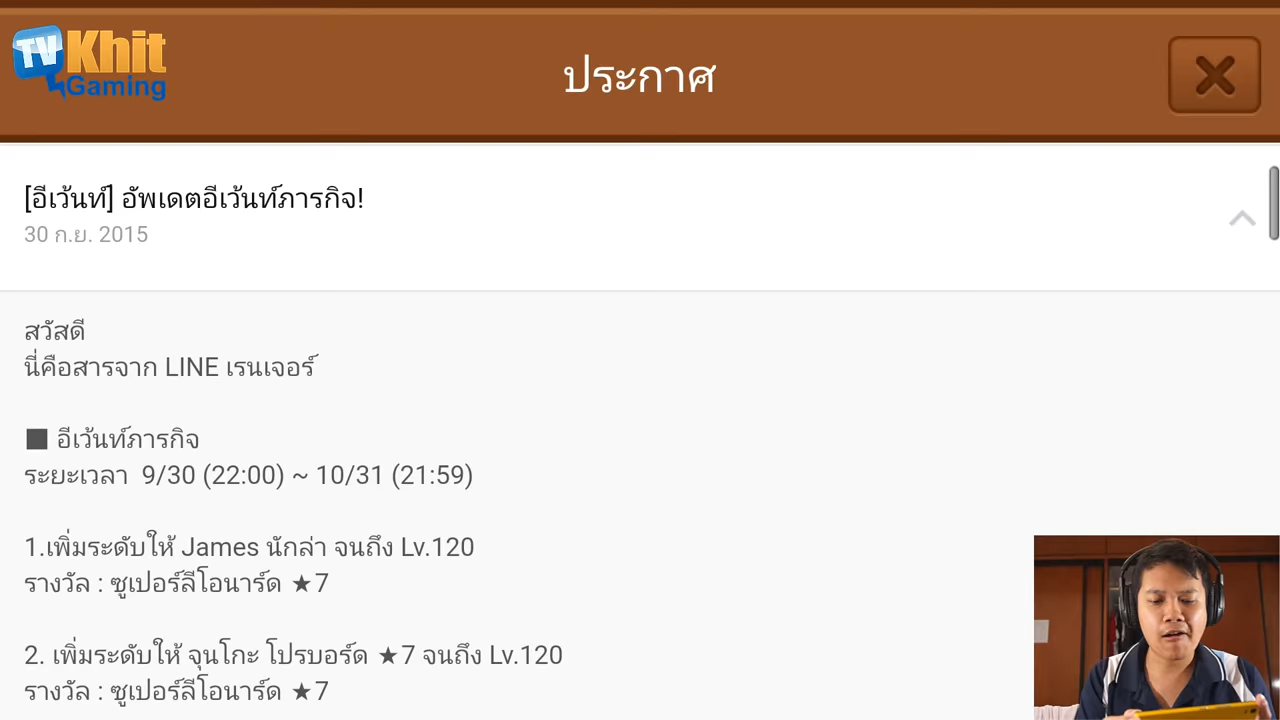 TV Khit
Gaming
ประกาศ
[อีเว้นท์] อัพเดตอีเว้นท์ภารกิจ!
30 ก.ย. 2015
สวัสดี
นี่คือสารจาก LINE เรนเจอร์
■ อีเว้นท์ภารกิจ
ระยะเวลา 9/30 (22:00) ~ 10/31 (21:59)
1.เพิ่มระดับให้ James นักล่า จนถึง Lv.120
รางวัล : ซูเปอร์ลีโอนาร์ด ★7
2. เพิ่มระดับให้ จุนโกะ โปรบอร์ด ★7 จนถึง Lv.120
รางวัล : ซูเปอร์ลีโอนาร์ด ★7